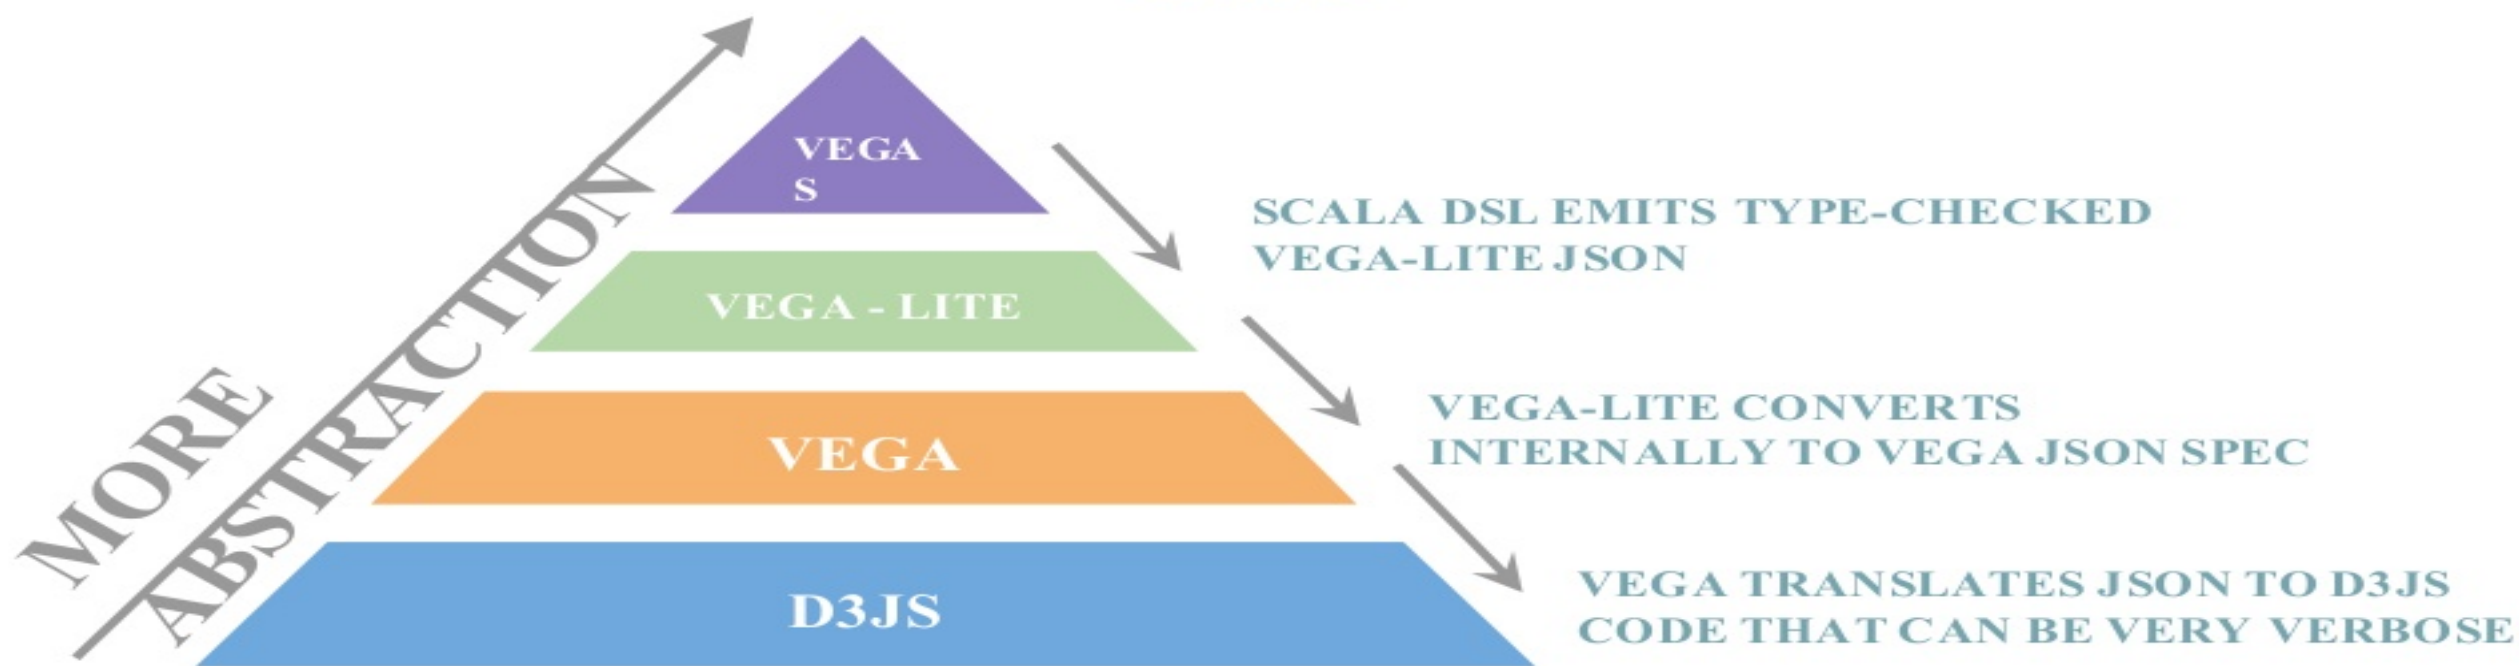 MORE
ABSTRACTION
VEGA
S
SCALA DSL EMITS TYPE-CHECKED
VEGA-LITE JSON
VEGA - LITE
VEGA-LITE CONVERTS
INTERNALLY TO VEGA JSON SPEC
VEGA
VEGA TRANSLATES JSON TO D3JS
CODE THAT CAN BE VERY VERBOSE
D3JS